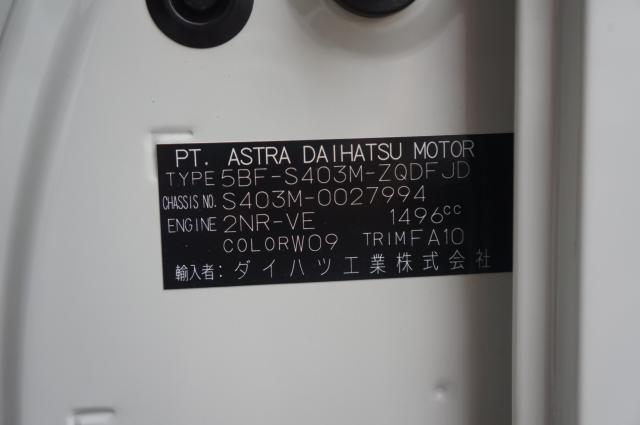 PT. ASTRA DAIHATSU MOTOR
TYPE 5BF-S403M-ZQDFJD
CHASSIS NO. S403M-0027994
ENGINE 2NR-VE 1496cc
COLOR W09 TRIM FA10
輸入者: ダイハツ工業株式会社